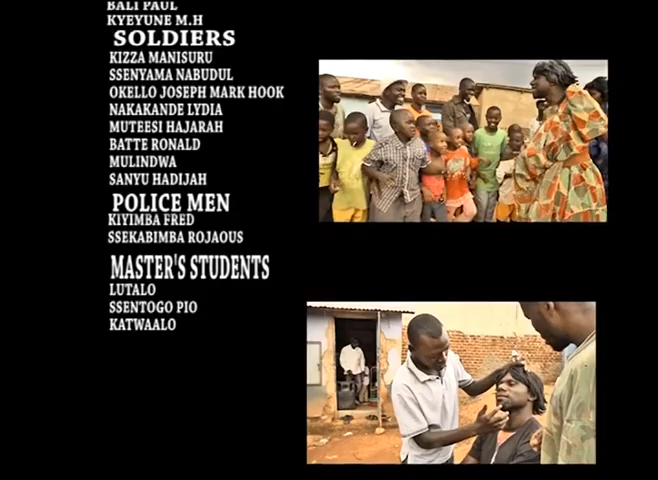 BALI PAUL
KYEYUNE M.H
SOLDIERS
KIZZA MANISURU
SSENYAMA NABUDUL
OKELLO JOSEPH MARK HOOK
NAKAKANDE LYDIA
MUTEESI HAJARAH
BATTE RONALD
MULINDWA
SANYU HADIJAH
POLICE MEN
KIYIMBA FRED
SSEKABIMBA ROJAOUS
MASTER'S STUDENTS
LUTALO
SSENTOGO PIO
KATWAALO